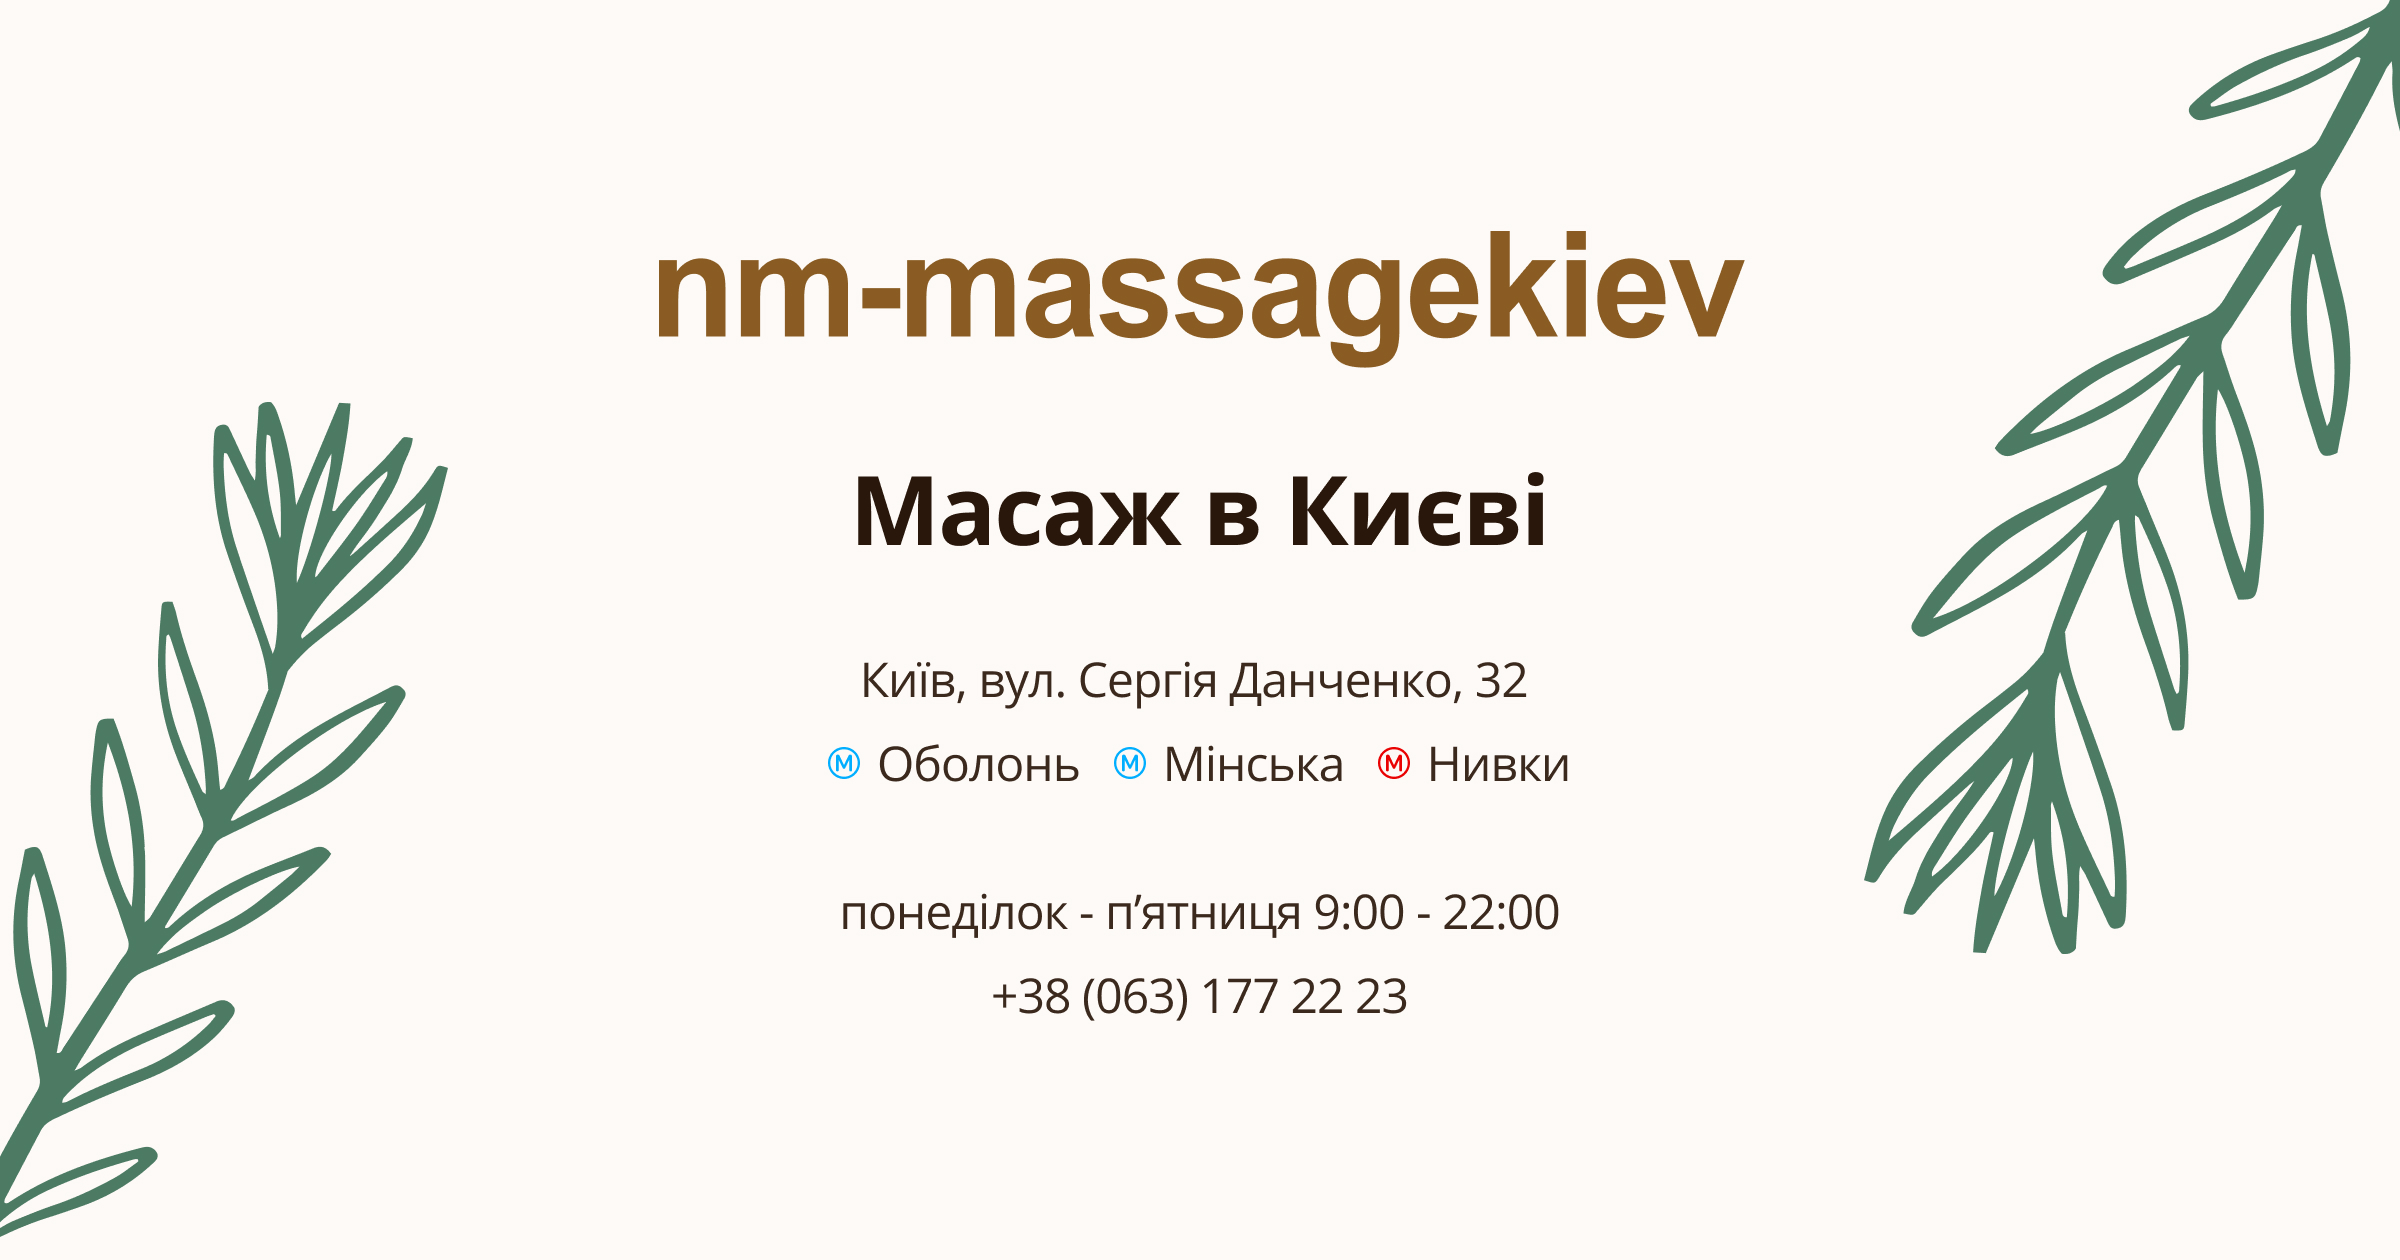 nm-massagekiev
Масаж в Києві
Київ, вул. Сергія Данченко, 32
Ⓜ Оболонь Ⓜ Мінська Ⓜ Нивки
понеділок - п’ятниця 9:00 - 22:00
+38 (063) 177 22 23